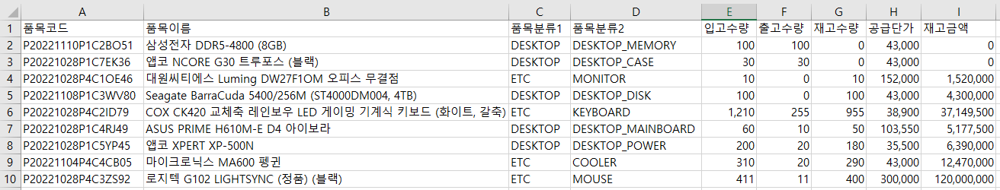 A B C D E F G H I
1 품목코드 품목이름 품목분류1 품목분류2 입고수량 출고수량 재고수량 공급단가 재고금액
2 P20221110P1C2BO51 삼성전자 DDR5-4800 (8GB) DESKTOP DESKTOP_MEMORY 100 100 0 43,000 0
3 P20221028P1C7EK36 앱코 NCORE G30 트루포스 (블랙) DESKTOP DESKTOP_CASE 30 30 0 43,000 0
4 P20221028P4C1OE46 대원씨티에스 Luming DW27F1OM 오피스 무결점 ETC MONITOR 10 0 10 152,000 1,520,000
5 P20221108P1C3WV80 Seagate BarraCuda 5400/256M (ST4000DM004, 4TB) DESKTOP DESKTOP_DISK 100 0 100 43,000 4,300,000
6 P20221028P4C2ID79 COX CK420 교체축 레인보우 LED 게이밍 기계식 키보드 (화이트, 갈축) ETC KEYBOARD 1,210 255 955 38,900 37,149,500
7 P20221028P1C4RJ49 ASUS PRIME H610M-E D4 아이보라 DESKTOP DESKTOP_MAINBOARD 60 10 50 103,550 5,177,500
8 P20221028P1C5YP45 앱코 XPERT XP-500N DESKTOP DESKTOP_POWER 200 20 180 35,500 6,390,000
9 P20221104P4C4CB05 마이크로닉스 MA600 펭귄 ETC COOLER 310 20 290 43,000 12,470,000
10 P20221028P4C3ZS92 로지텍 G102 LIGHTSYNC (정품) (블랙) ETC MOUSE 411 11 400 300,000 120,000,000